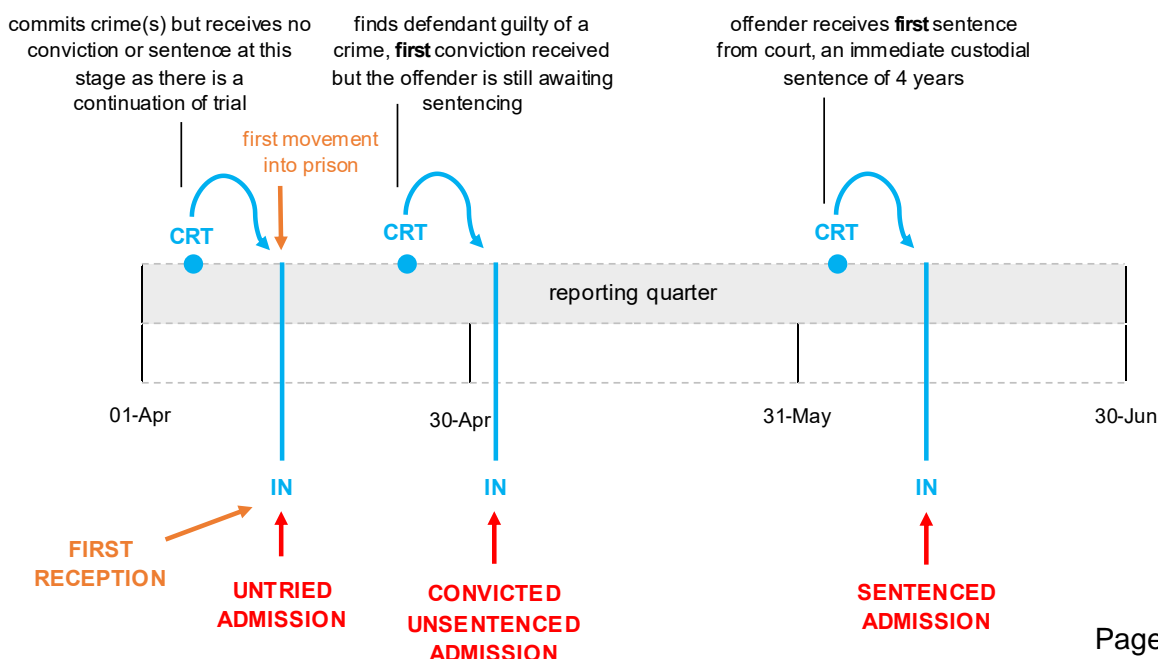 commits crime(s) but receives no
conviction or sentence at this
stage as there is a
continuation of trial
finds defendant guilty of a
crime, first conviction received
but the offender is still awaiting
sentencing
offender receives first sentence
from court, an immediate custodial
sentence of 4 years
first movement
into prison
CRT
CRT
CRT
reporting quarter
01-Apr
30-Apr
31-May
30-Jun
IN
IN
IN
FIRST
RECEPTION
UNTRIED
ADMISSION
CONVICTED
UNSENTENCED
ADMISSION
SENTENCED
ADMISSION
Page